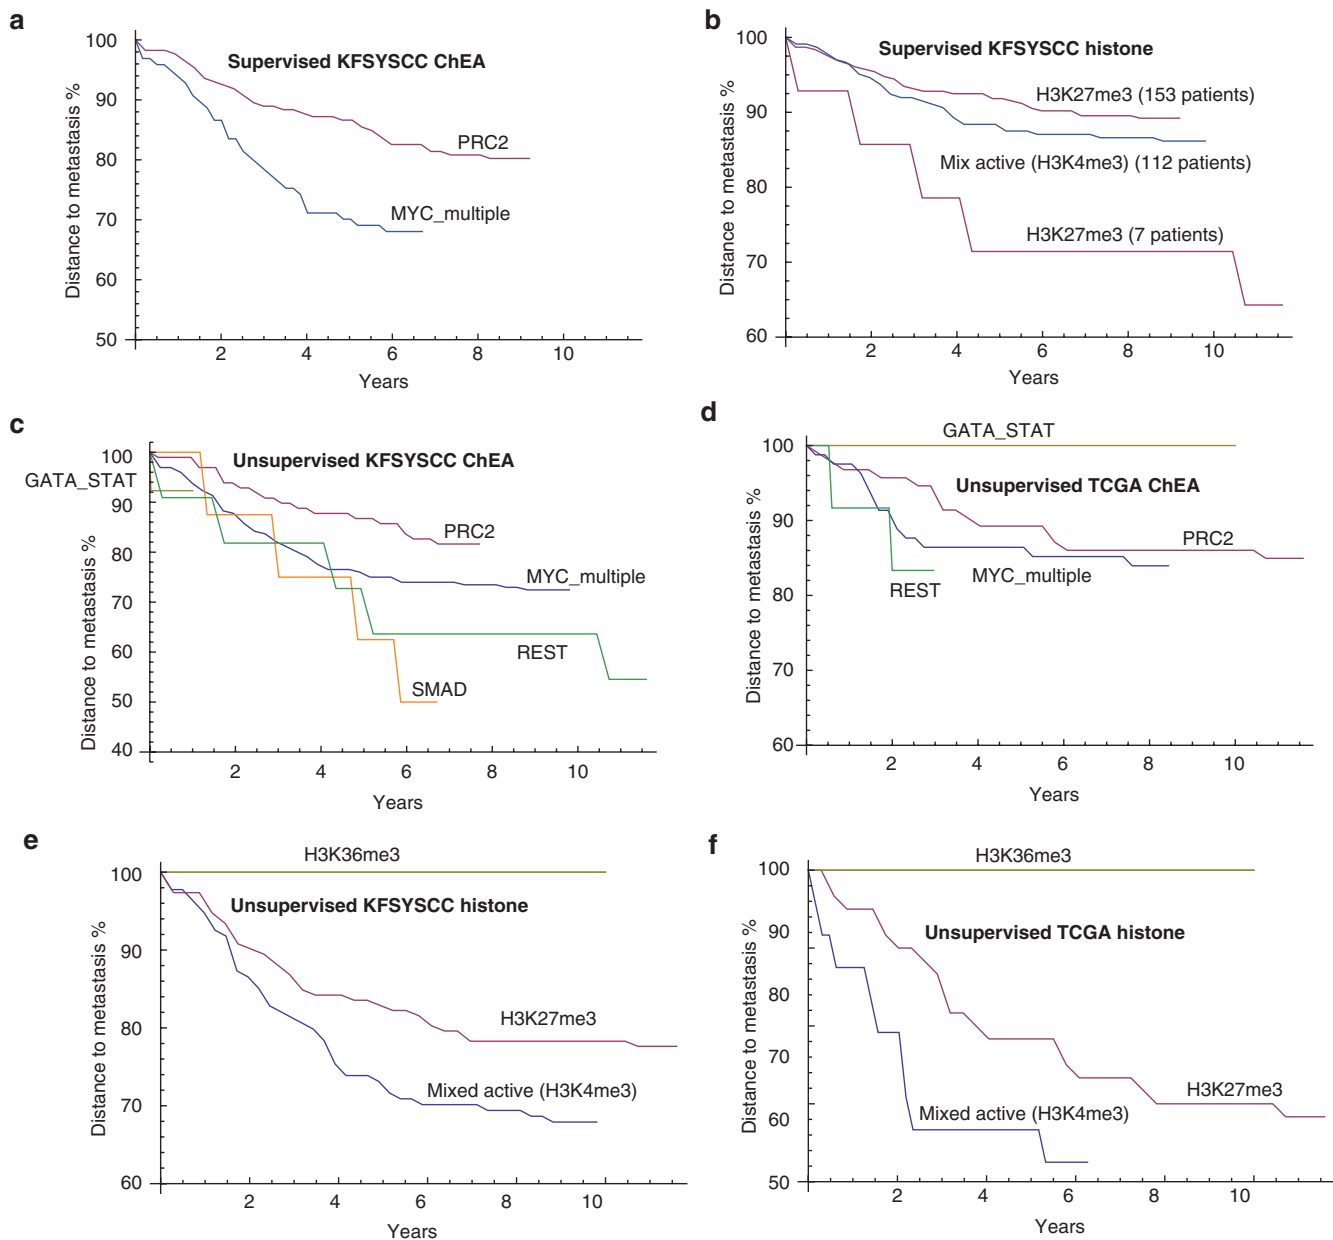 a
Supervised KFSYSCC ChEA
Distance to metastasis %
100
90
80
70
60
50
PRC2
MYC_multiple
2 4 6 8 10
Years
b
Supervised KFSYSCC histone
Distance to metastasis %
100
90
80
70
60
H3K27me3 (153 patients)
Mix active (H3K4me3) (112 patients)
H3K27me3 (7 patients)
2 4 6 8 10
Years
c
Unsupervised KFSYSCC ChEA
Distance to metastasis %
100
90
80
70
60
50
40
GATA_STAT
PRC2
MYC_multiple
REST
SMAD
2 4 6 8 10
Years
d
GATA_STAT
Unsupervised TCGA ChEA
Distance to metastasis %
100
90
80
70
60
PRC2
MYC_multiple
REST
2 4 6 8 10
Years
e
H3K36me3
Unsupervised KFSYSCC histone
Distance to metastasis %
100
90
80
70
60
H3K27me3
Mixed active (H3K4me3)
2 4 6 8 10
Years
f
H3K36me3
Unsupervised TCGA histone
Distance to metastasis %
100
90
80
70
60
50
H3K27me3
Mixed active (H3K4me3)
2 4 6 8 10
Years